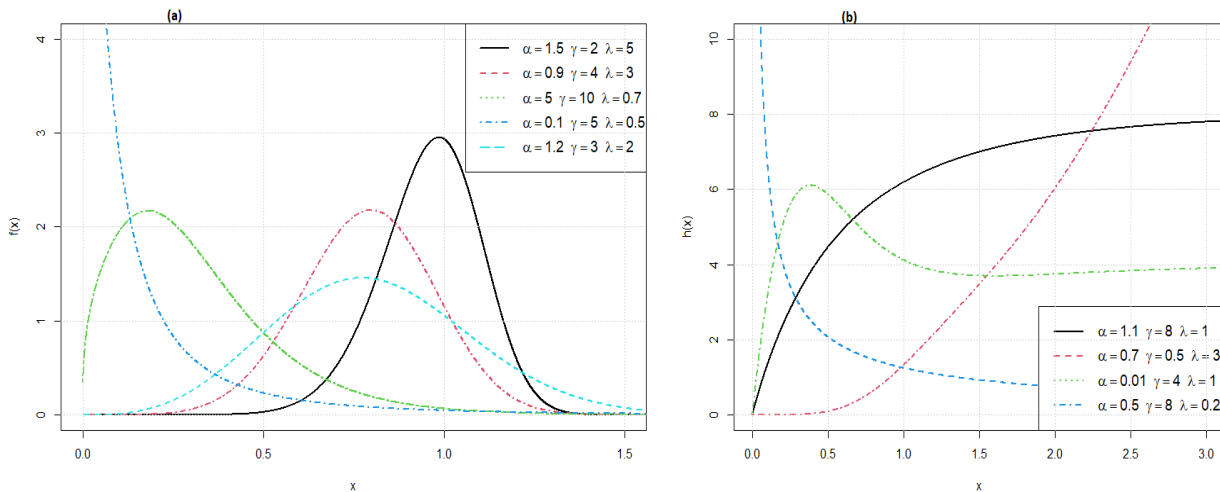 (a)
f(x)
4
3
2
1
0
0.0 0.5 1.0 1.5
x
α = 1.5 γ = 2 λ = 5
α = 0.9 γ = 4 λ = 3
α = 5 γ = 10 λ = 0.7
α = 0.1 γ = 5 λ = 0.5
α = 1.2 γ = 3 λ = 2
(b)
h(x)
10
8
6
4
2
0
0.0 0.5 1.0 1.5 2.0 2.5 3.0
x
α = 1.1 γ = 8 λ = 1
α = 0.7 γ = 0.5 λ = 3
α = 0.01 γ = 4 λ = 1
α = 0.5 γ = 8 λ = 0.2